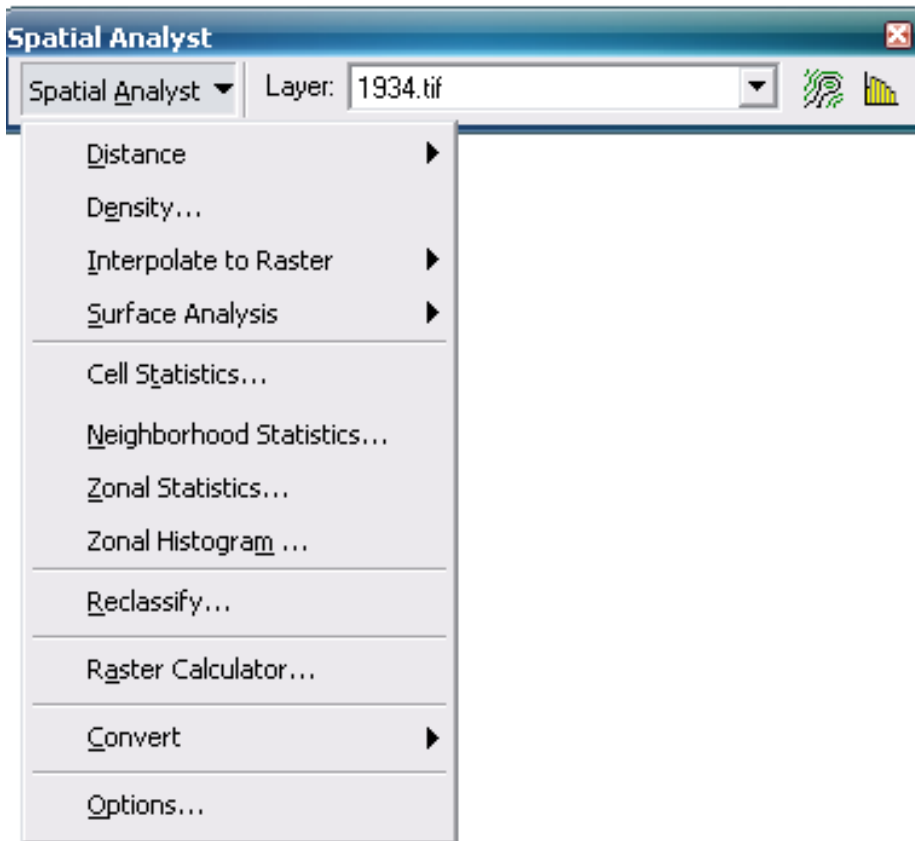 Spatial Analyst
Spatial Analyst Layer: 1934.tif
Distance
Density...
Interpolate to Raster
Surface Analysis
Cell Statistics...
Neighborhood Statistics...
Zonal Statistics...
Zonal Histogram ...
Reclassify...
Raster Calculator...
Convert
Options...